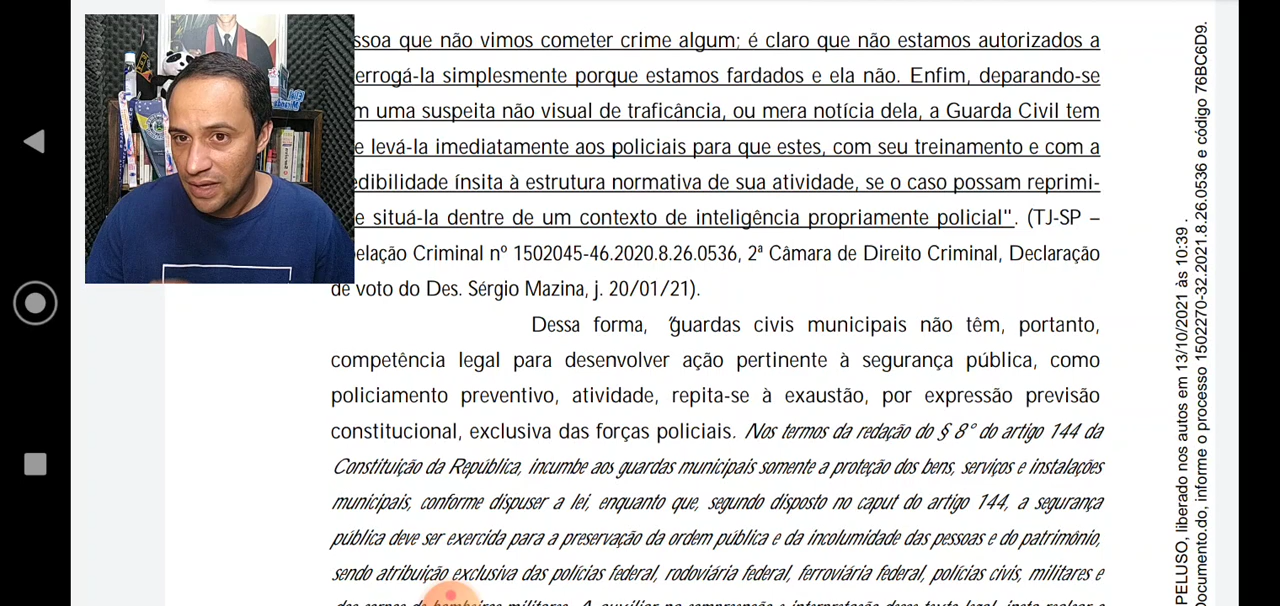 ssoa que não vimos cometer crime algum; é claro que não estamos autorizados a
errogá-la simplesmente porque estamos fardados e ela não. Enfim, deparando-se
m uma suspeita não visual de traficância, ou mera notícia dela, a Guarda Civil tem
e levá-la imediatamente aos policiais para que estes, com seu treinamento e com a
edibilidade ínsita à estrutura normativa de sua atividade, se o caso possam reprimi-
e situá-la dentre de um contexto de inteligência propriamente policial". (TJ-SP –
elação Criminal nº 1502045-46.2020.8.26.0536, 2ª Câmara de Direito Criminal, Declaração
de voto do Des. Sérgio Mazina, j. 20/01/21).
Dessa forma, "guardas civis municipais não têm, portanto,
competência legal para desenvolver ação pertinente à segurança pública, como
policiamento preventivo, atividade, repita-se à exaustão, por expressão previsão
constitucional, exclusiva das forças policiais. Nos termos da redação do § 8° do artigo 144 da
Constituição da República, incumbe aos guardas municipais somente a proteção dos bens, serviços e instalações
municipais, conforme dispuser a lei, enquanto que, segundo disposto no caput do artigo 144, a segurança
pública deve ser exercida para a preservação da ordem pública e da incolumidade das pessoas e do patrimônio,
sendo atribuição exclusiva das polícias federal, rodoviária federal, ferroviária federal, polícias civis, militares e
PELUSO, liberado nos autos em 13/10/2021 às 10:39 .
Documento.do, informe o processo 1502270-32.2021.8.26.0536 e código 76BC6D9.